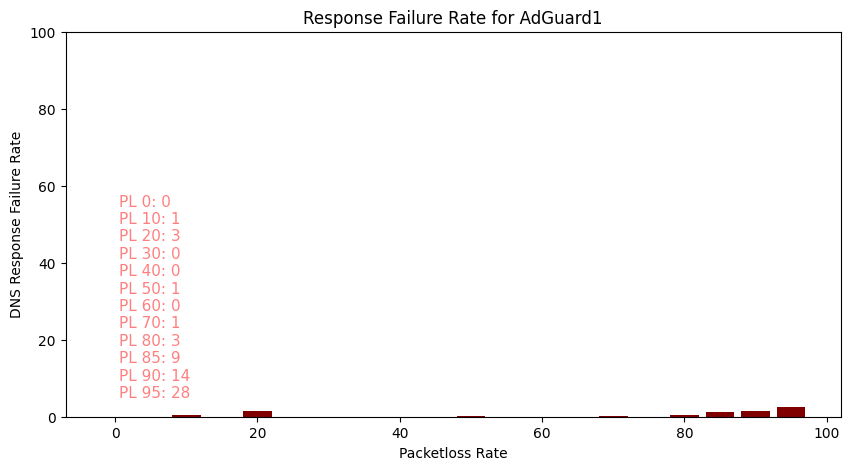 Response Failure Rate for AdGuard1
100
80
60
40
20
0
DNS Response Failure Rate
PL 0: 0
PL 10: 1
PL 20: 3
PL 30: 0
PL 40: 0
PL 50: 1
PL 60: 0
PL 70: 1
PL 80: 3
PL 85: 9
PL 90: 14
PL 95: 28
0 20 40 60 80 100
Packetloss Rate